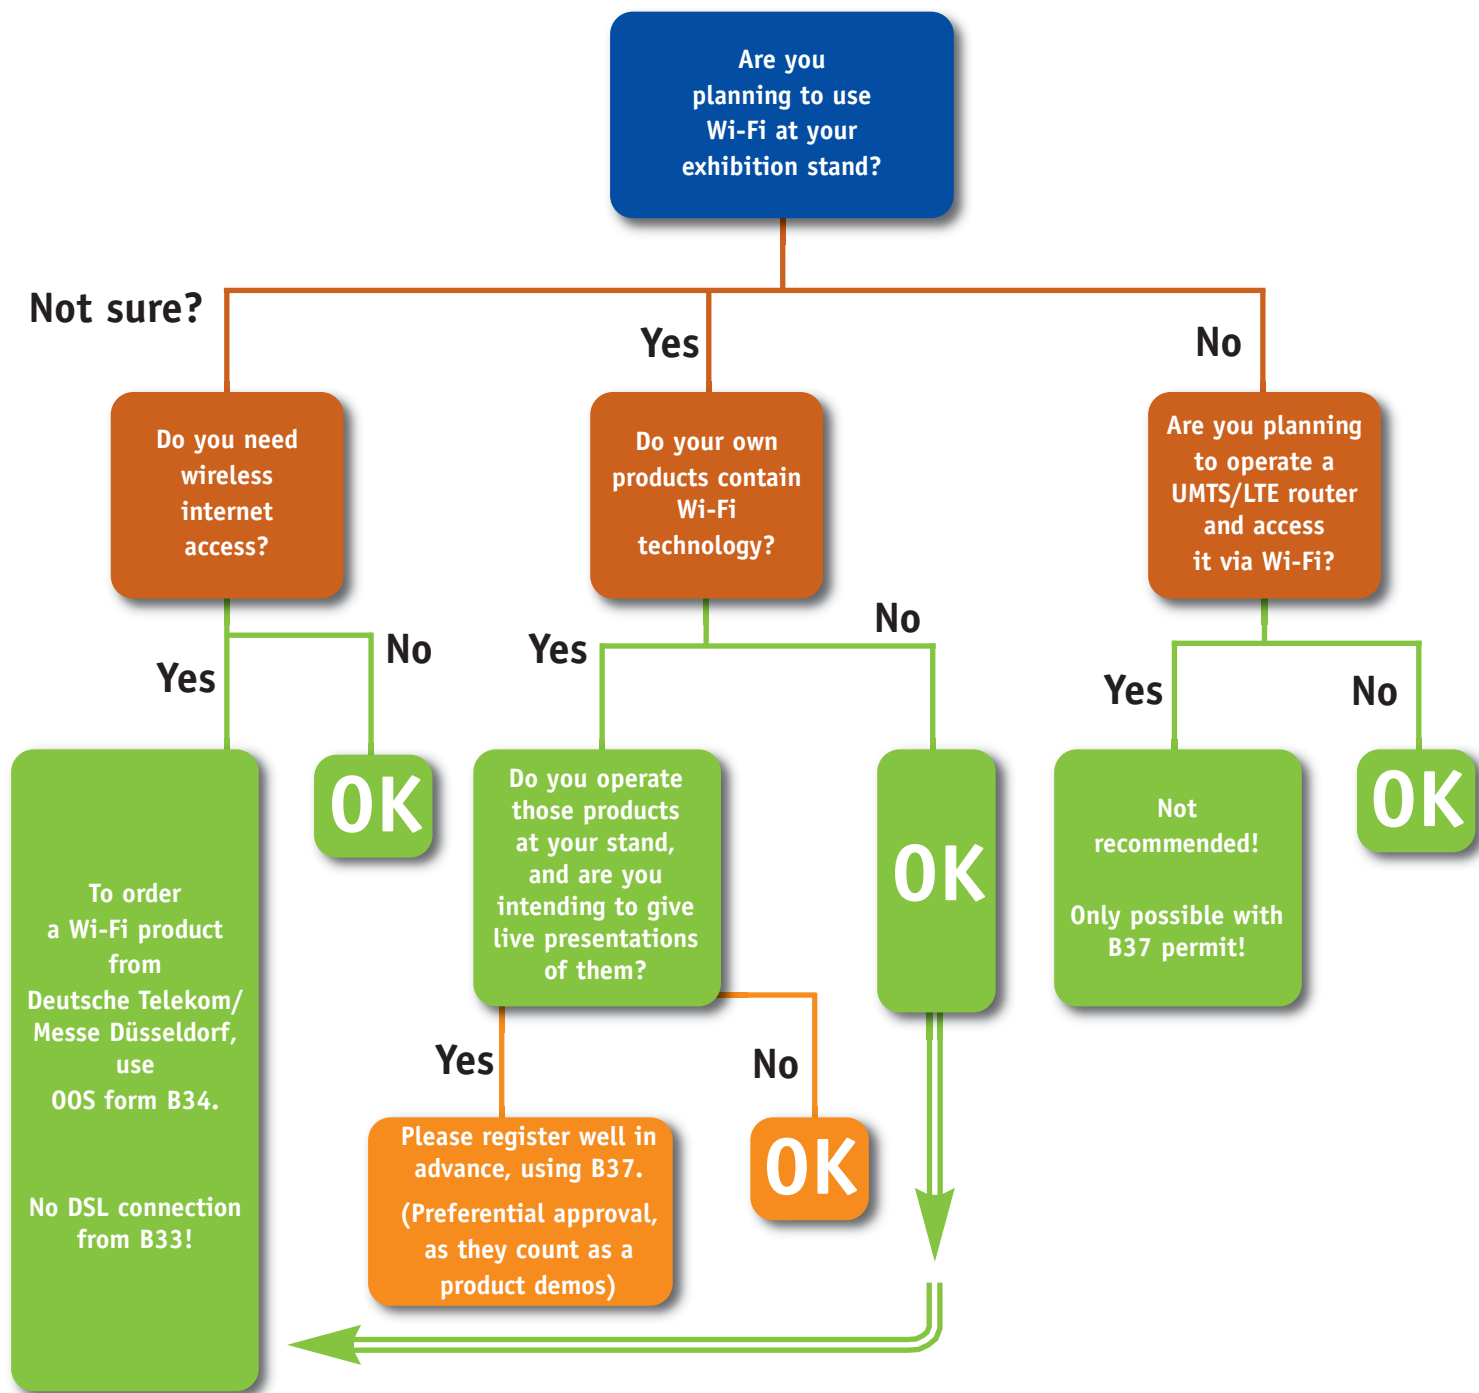 Are you
planning to use
Wi-Fi at your
exhibition stand?
Not sure?
Yes
No
Do you need
wireless
internet
access?
Do your own
products contain
Wi-Fi
technology?
Are you planning
to operate a
UMTS/LTE router
and access
it via Wi-Fi?
Yes
No
Yes
No
Yes
No
To order
a Wi-Fi product
from
Deutsche Telekom/
Messe Düsseldorf,
use
OOS form B34.
No DSL connection
from B33!
OK
Do you operate
those products
at your stand,
and are you
intending to give
live presentations
of them?
OK
Not
recommended!
Only possible with
B37 permit!
OK
Yes
No
Please register well in
advance, using B37.
(Preferential approval,
as they count as a
product demos)
OK